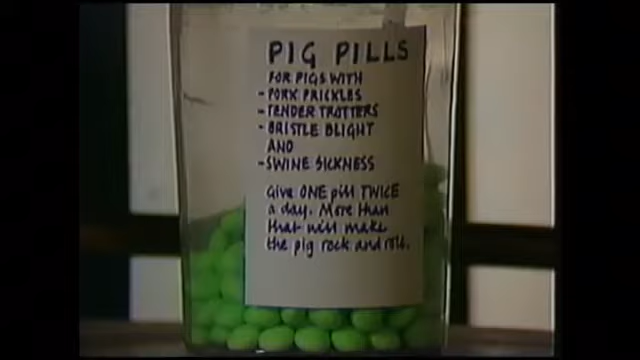 PIG PILLS
FOR PIGS WITH
- PORK PRICKLES
- TENDER TROTTERS
- BRISTLE BLIGHT
AND
- SWINE SICKNESS
Give ONE pill TWICE
a day. More than
that will make
the pig rock and roll.